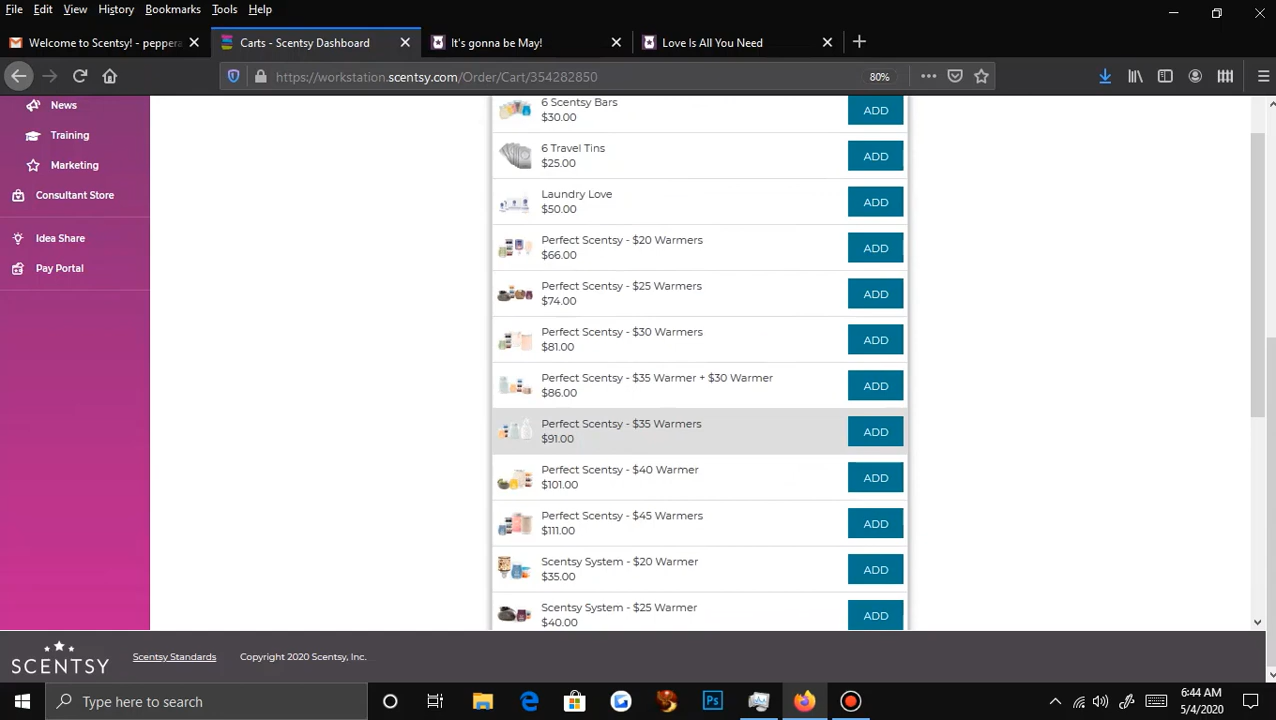 File Edit View History Bookmarks Tools Help
Welcome to Scentsy! - peppera
Carts - Scentsy Dashboard
It's gonna be May!
Love Is All You Need
https://workstation.scentsy.com/Order/Cart/354282850
80%
News
Training
Marketing
Consultant Store
Idea Share
Pay Portal
6 Scentsy Bars
$30.00
ADD
6 Travel Tins
$25.00
ADD
Laundry Love
$50.00
ADD
Perfect Scentsy - $20 Warmers
$66.00
ADD
Perfect Scentsy - $25 Warmers
$74.00
ADD
Perfect Scentsy - $30 Warmers
$81.00
ADD
Perfect Scentsy - $35 Warmer + $30 Warmer
$86.00
ADD
Perfect Scentsy - $35 Warmers
$91.00
ADD
Perfect Scentsy - $40 Warmer
$101.00
ADD
Perfect Scentsy - $45 Warmers
$111.00
ADD
Scentsy System - $20 Warmer
$35.00
ADD
Scentsy System - $25 Warmer
$40.00
ADD
SCENTSY
Scentsy Standards
Copyright 2020 Scentsy, Inc.
Type here to search
Ps
6:44 AM
5/4/2020